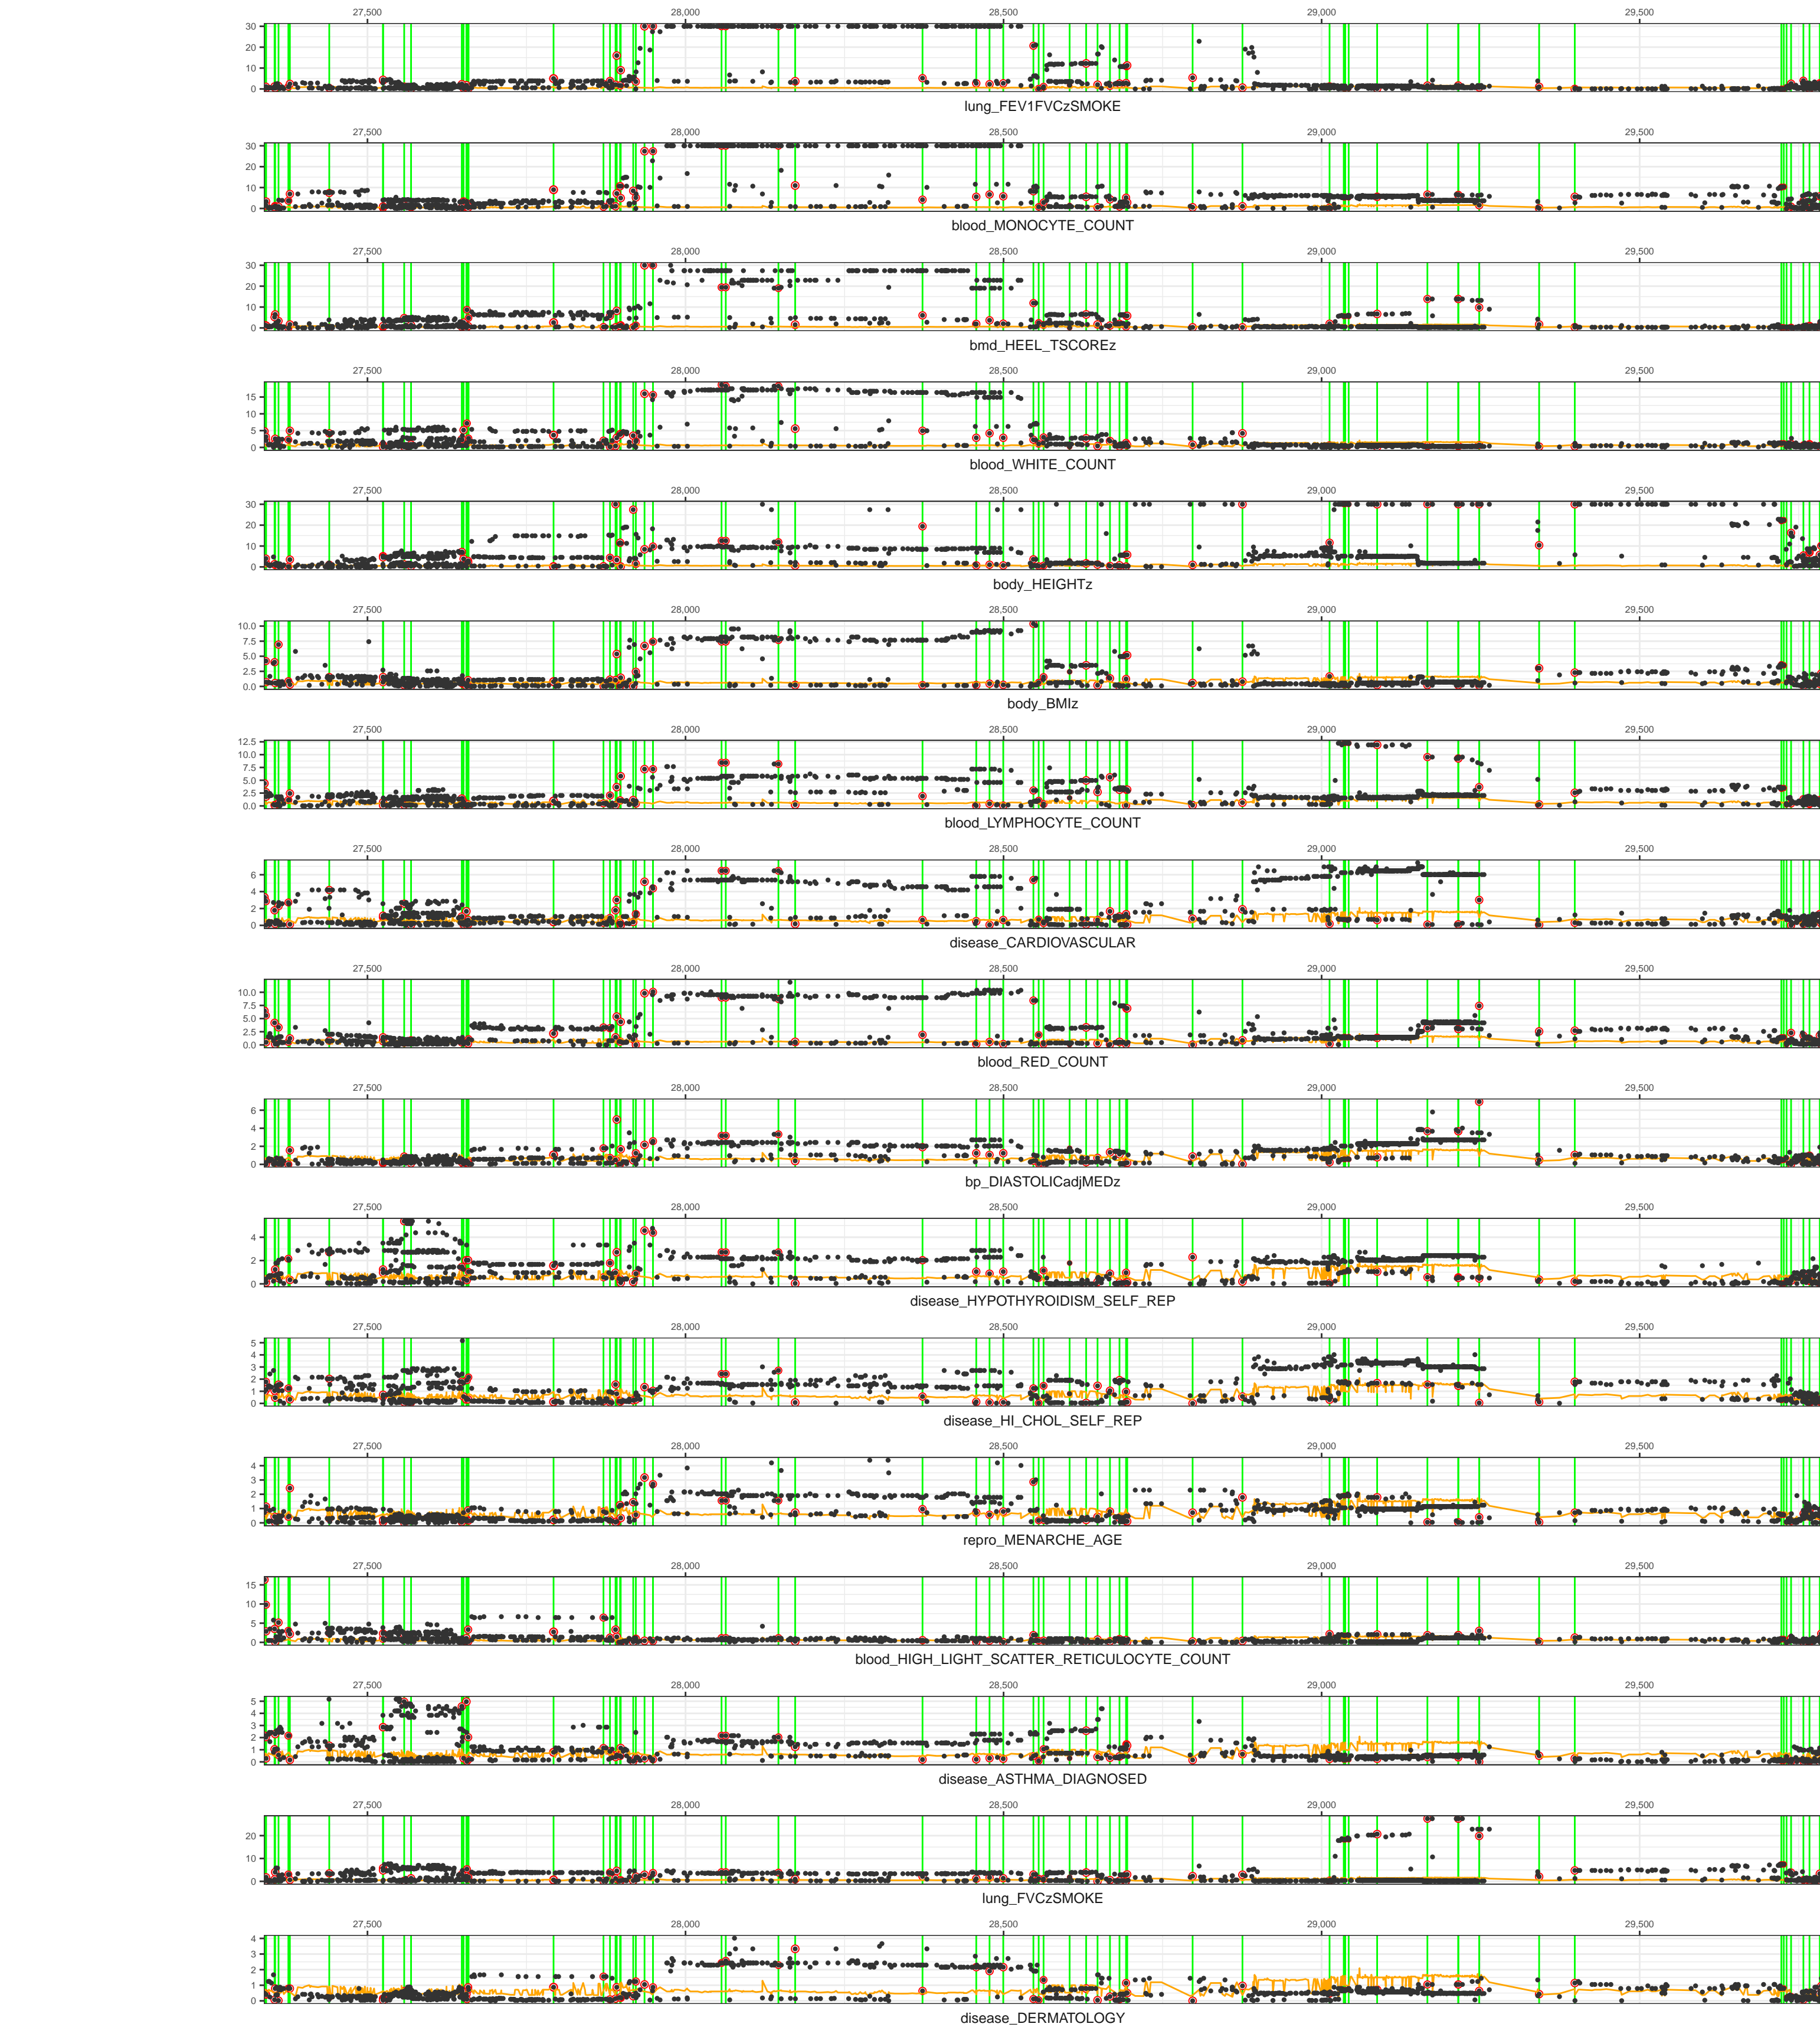 27,500 28,000 28,500 29,000 29,500
30
20
10
0
lung_FEV1FVCzSMOKE
27,500 28,000 28,500 29,000 29,500
30
20
10
0
blood_MONOCYTE_COUNT
27,500 28,000 28,500 29,000 29,500
30
20
10
0
bmd_HEEL_TSCOREz
27,500 28,000 28,500 29,000 29,500
15
10
5
0
blood_WHITE_COUNT
27,500 28,000 28,500 29,000 29,500
30
20
10
0
body_HEIGHTz
27,500 28,000 28,500 29,000 29,500
10.0
7.5
5.0
2.5
0.0
body_BMIz
27,500 28,000 28,500 29,000 29,500
12.5
10.0
7.5
5.0
2.5
0.0
blood_LYMPHOCYTE_COUNT
27,500 28,000 28,500 29,000 29,500
6
4
2
0
disease_CARDIOVASCULAR
27,500 28,000 28,500 29,000 29,500
10.0
7.5
5.0
2.5
0.0
blood_RED_COUNT
27,500 28,000 28,500 29,000 29,500
6
4
2
0
bp_DIASTOLICadjMEDz
27,500 28,000 28,500 29,000 29,500
4
2
0
disease_HYPOTHYROIDISM_SELF_REP
27,500 28,000 28,500 29,000 29,500
5
4
3
2
1
0
disease_HI_CHOL_SELF_REP
27,500 28,000 28,500 29,000 29,500
4
3
2
1
0
repro_MENARCHE_AGE
27,500 28,000 28,500 29,000 29,500
15
10
5
0
blood_HIGH_LIGHT_SCATTER_RETICULOCYTE_COUNT
27,500 28,000 28,500 29,000 29,500
5
4
3
2
1
0
disease_ASTHMA_DIAGNOSED
27,500 28,000 28,500 29,000 29,500
20
10
0
lung_FVCzSMOKE
27,500 28,000 28,500 29,000 29,500
4
3
2
1
0
disease_DERMATOLOGY